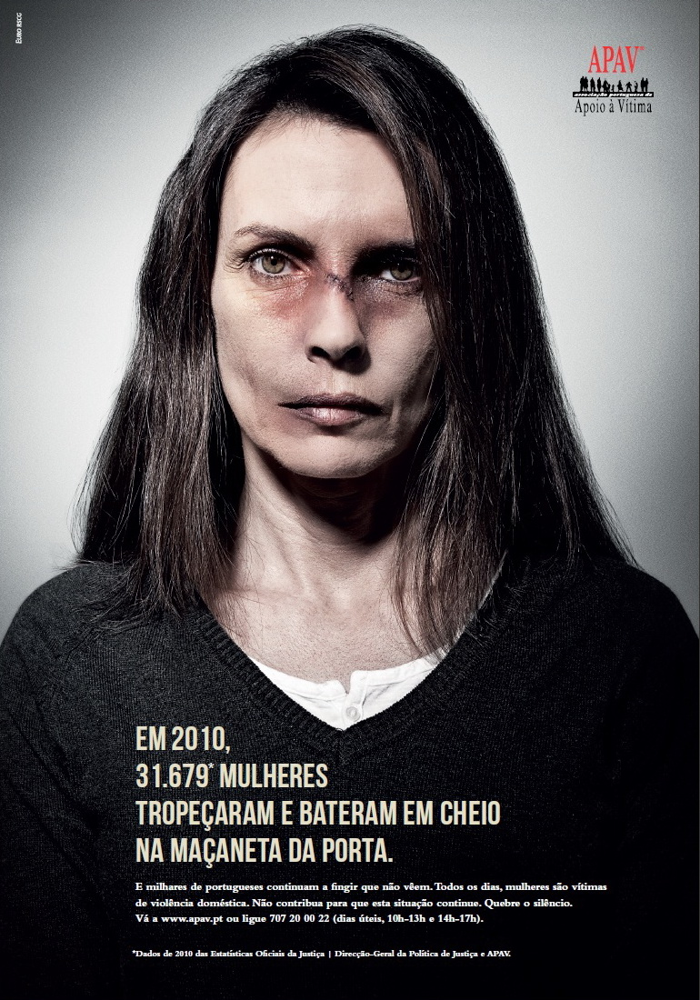 EURO RSCG
APAV®
associação portuguesa de
Apoio à Vítima
EM 2010,
31.679* MULHERES
TROPEÇARAM E BATERAM EM CHEIO
NA MAÇANETA DA PORTA.
E milhares de portugueses continuam a fingir que não vêem. Todos os dias, mulheres são vítimas
de violência doméstica. Não contribua para que esta situação continue. Quebre o silêncio.
Vá a www.apav.pt ou ligue 707 20 00 22 (dias úteis, 10h-13h e 14h-17h).
*Dados de 2010 das Estatísticas Oficiais da Justiça | Direcção-Geral da Política de Justiça e APAV.